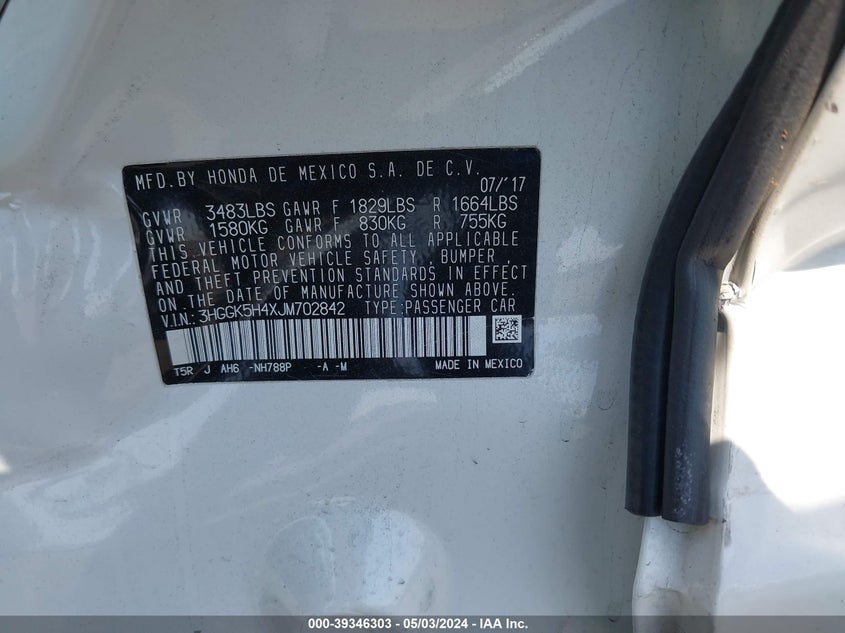 MFD.BY HONDA DE MEXICO S.A. DE C.V.
07/'17
GVWR 3483LBS GAWR F 1829LBS R 1664LBS
GVWR 1580KG GAWR F 830KG R 755KG
THIS VEHICLE CONFORMS TO ALL APPLICABLE
FEDERAL MOTOR VEHICLE SAFETY, BUMPER,
AND THEFT PREVENTION STANDARDS IN EFFECT
ON THE DATE OF MANUFACTURE SHOWN ABOVE.
V.I.N.: 3HGGK5H4XJM702842 TYPE:PASSENGER CAR
T5R J AH6 -NH788P -A -M MADE IN MEXICO
000-39346303 - 05/03/2024 - IAA Inc.